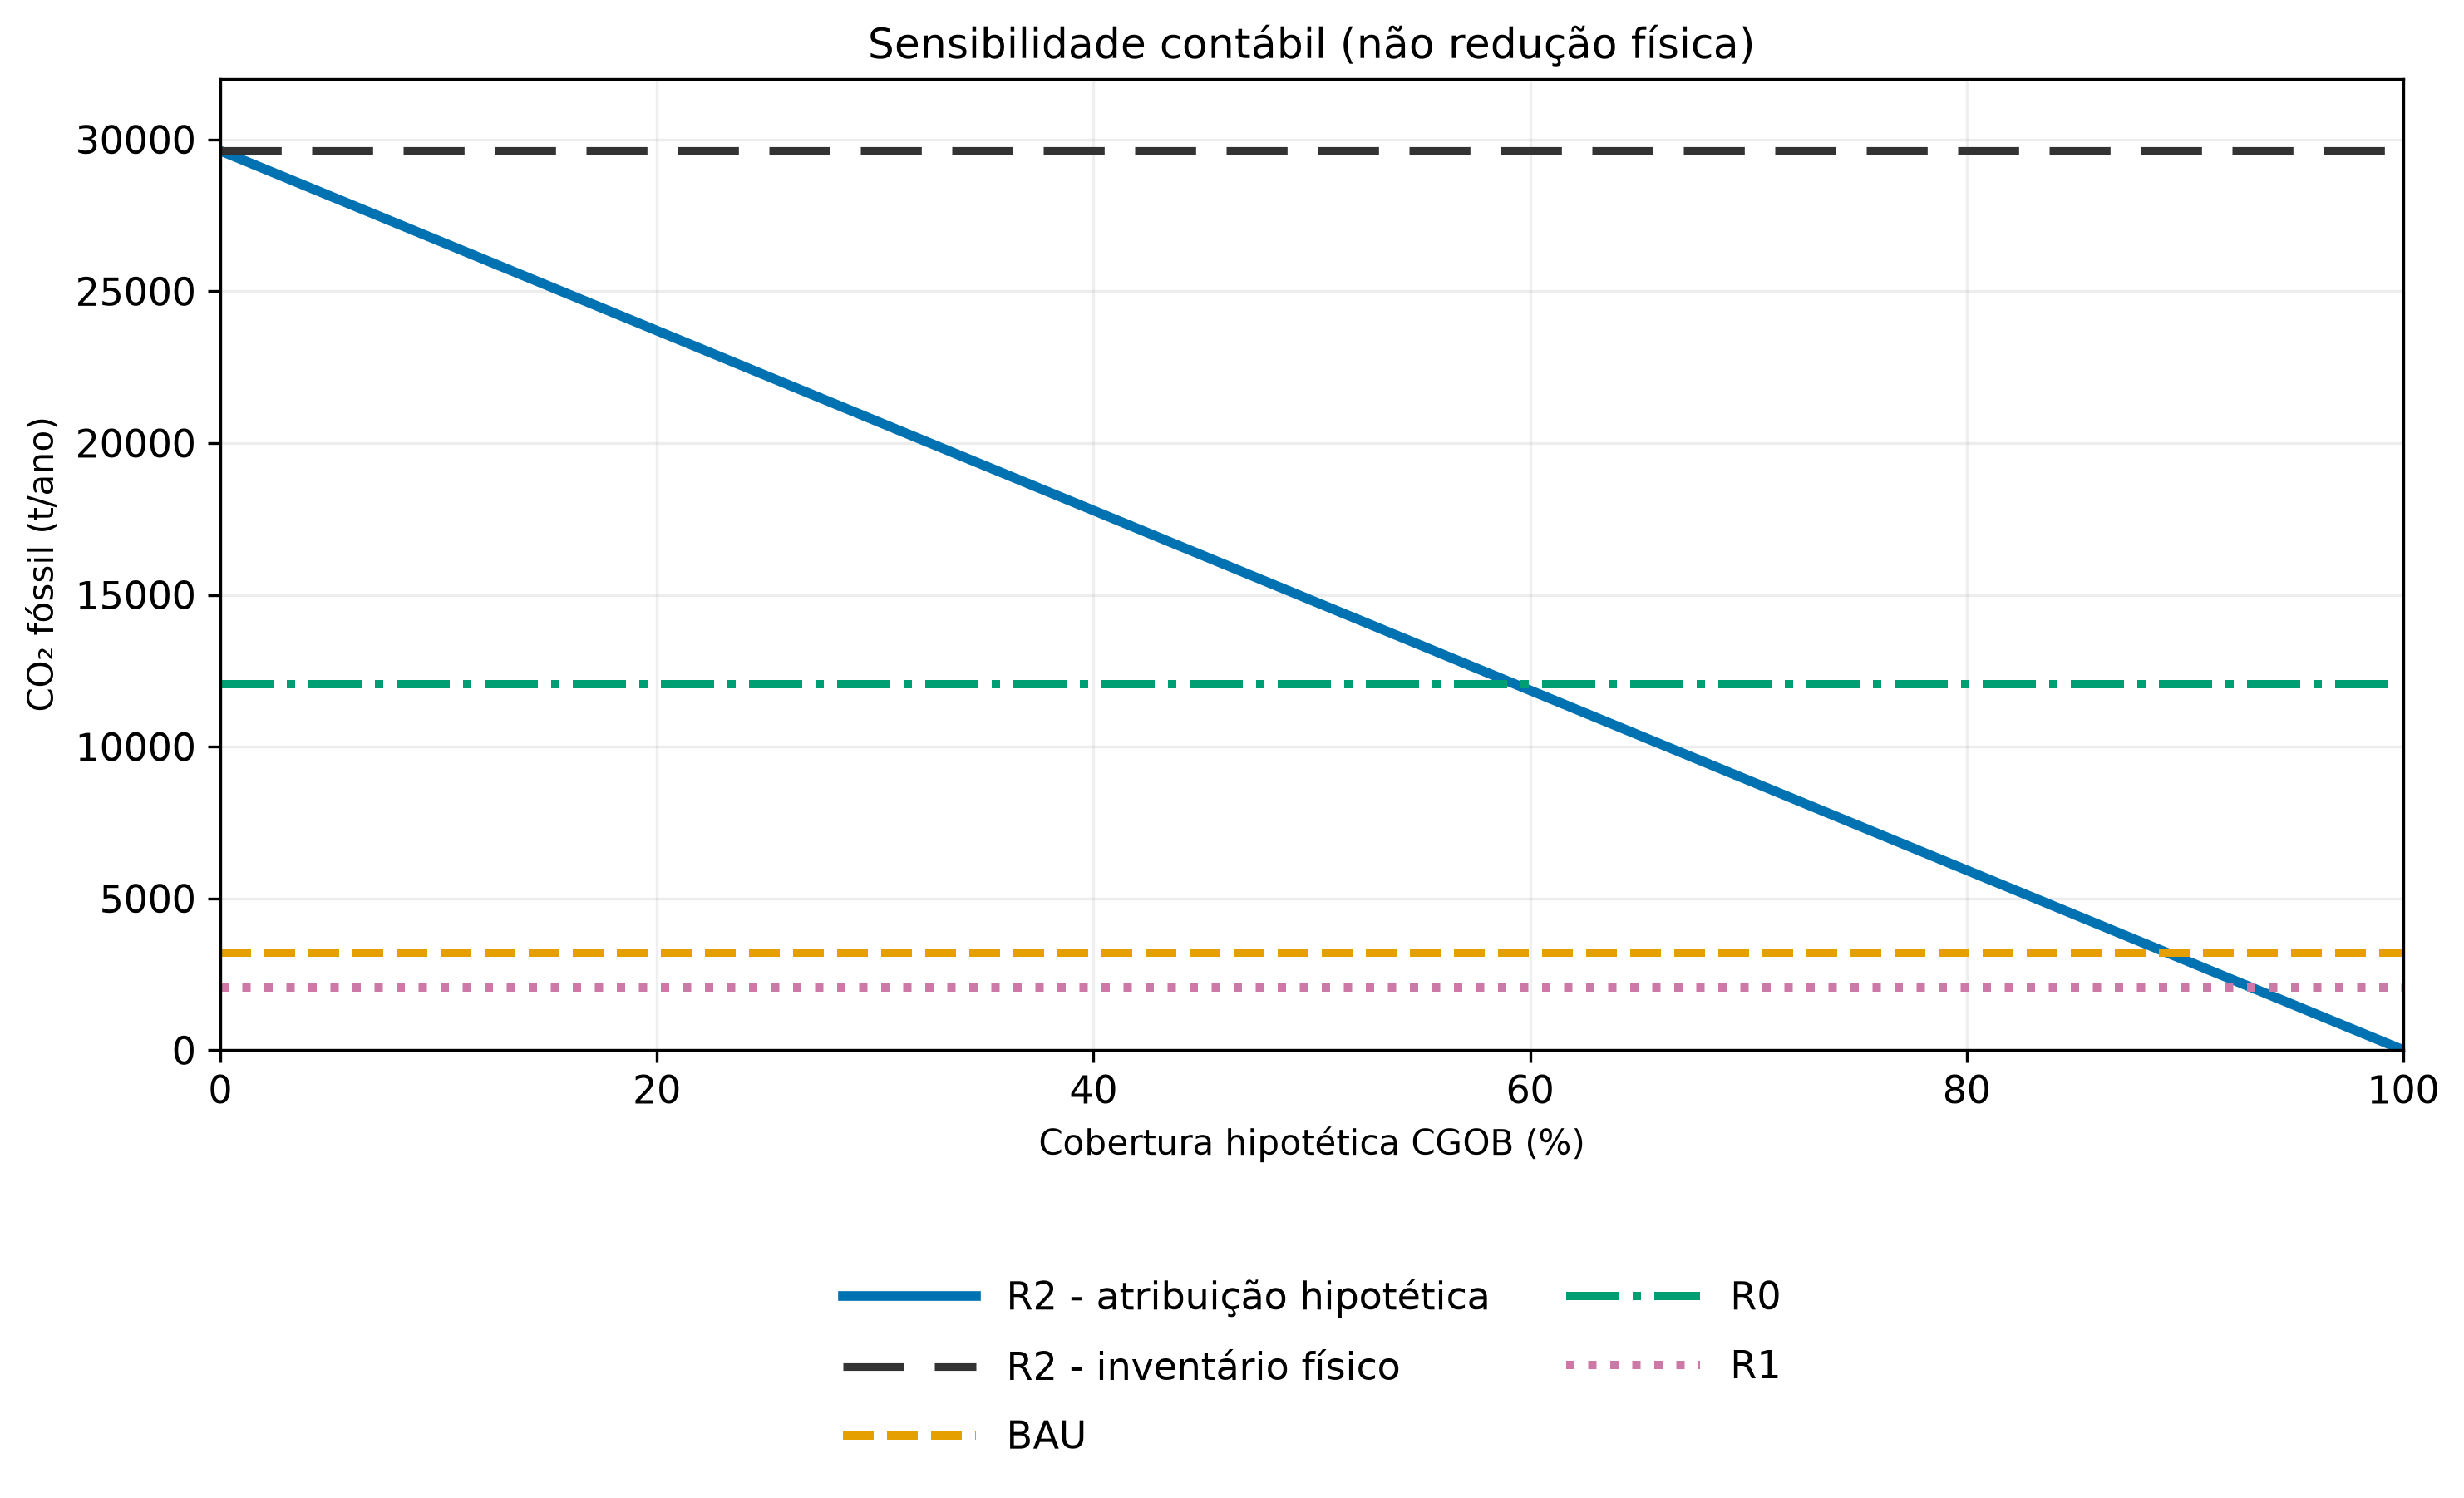 Sensibilidade contábil (não redução física)
CO₂ fóssil (t/ano)
30000
25000
20000
15000
10000
5000
0
0 20 40 60 80 100
Cobertura hipotética CGOB (%)
R2 - atribuição hipotética
R2 - inventário físico
BAU
R0
R1